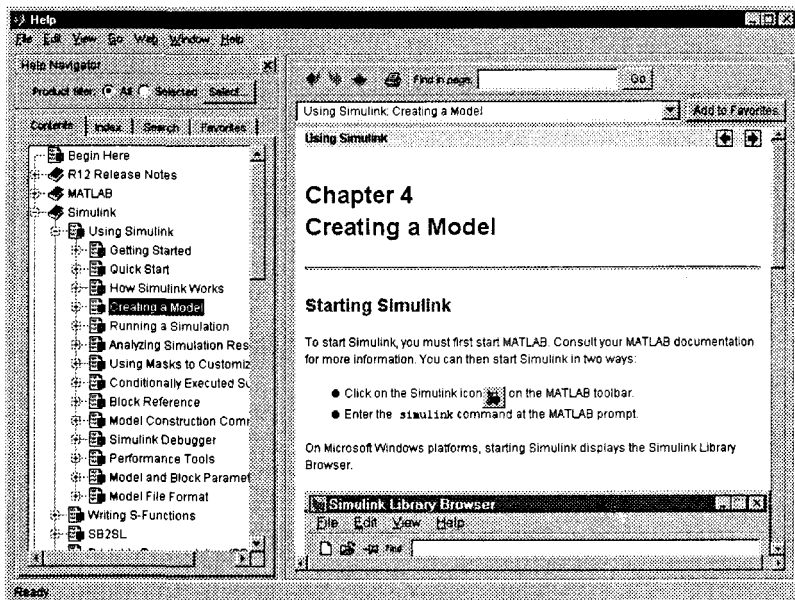 Help
File Edit View Go Web Window Help
Help Navigator
Product filter: All Selected Select...
Contents Index Search Favorites
Begin Here
R12 Release Notes
MATLAB
Simulink
Using Simulink
Getting Started
Quick Start
How Simulink Works
Creating a Model
Running a Simulation
Analyzing Simulation Res
Using Masks to Customiz
Conditionally Executed Su
Block Reference
Model Construction Comr
Simulink Debugger
Performance Tools
Model and Block Paramet
Model File Format
Writing S-Functions
SB2SL
Find in page: Go
Using Simulink: Creating a Model Add to Favorites
Using Simulink
Chapter 4
Creating a Model
Starting Simulink
To start Simulink, you must first start MATLAB. Consult your MATLAB documentation
for more information. You can then start Simulink in two ways:
● Click on the Simulink icon on the MATLAB toolbar.
● Enter the simulink command at the MATLAB prompt.
On Microsoft Windows platforms, starting Simulink displays the Simulink Library
Browser.
Simulink Library Browser
File Edit View Help
Find
Ready